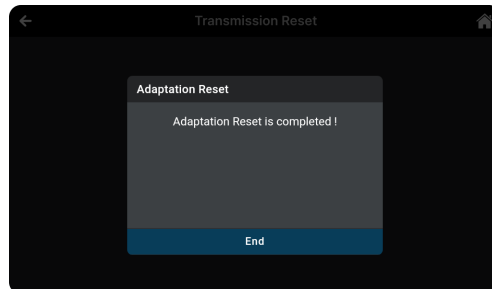 Transmission Reset
Adaptation Reset
Adaptation Reset is completed !
End